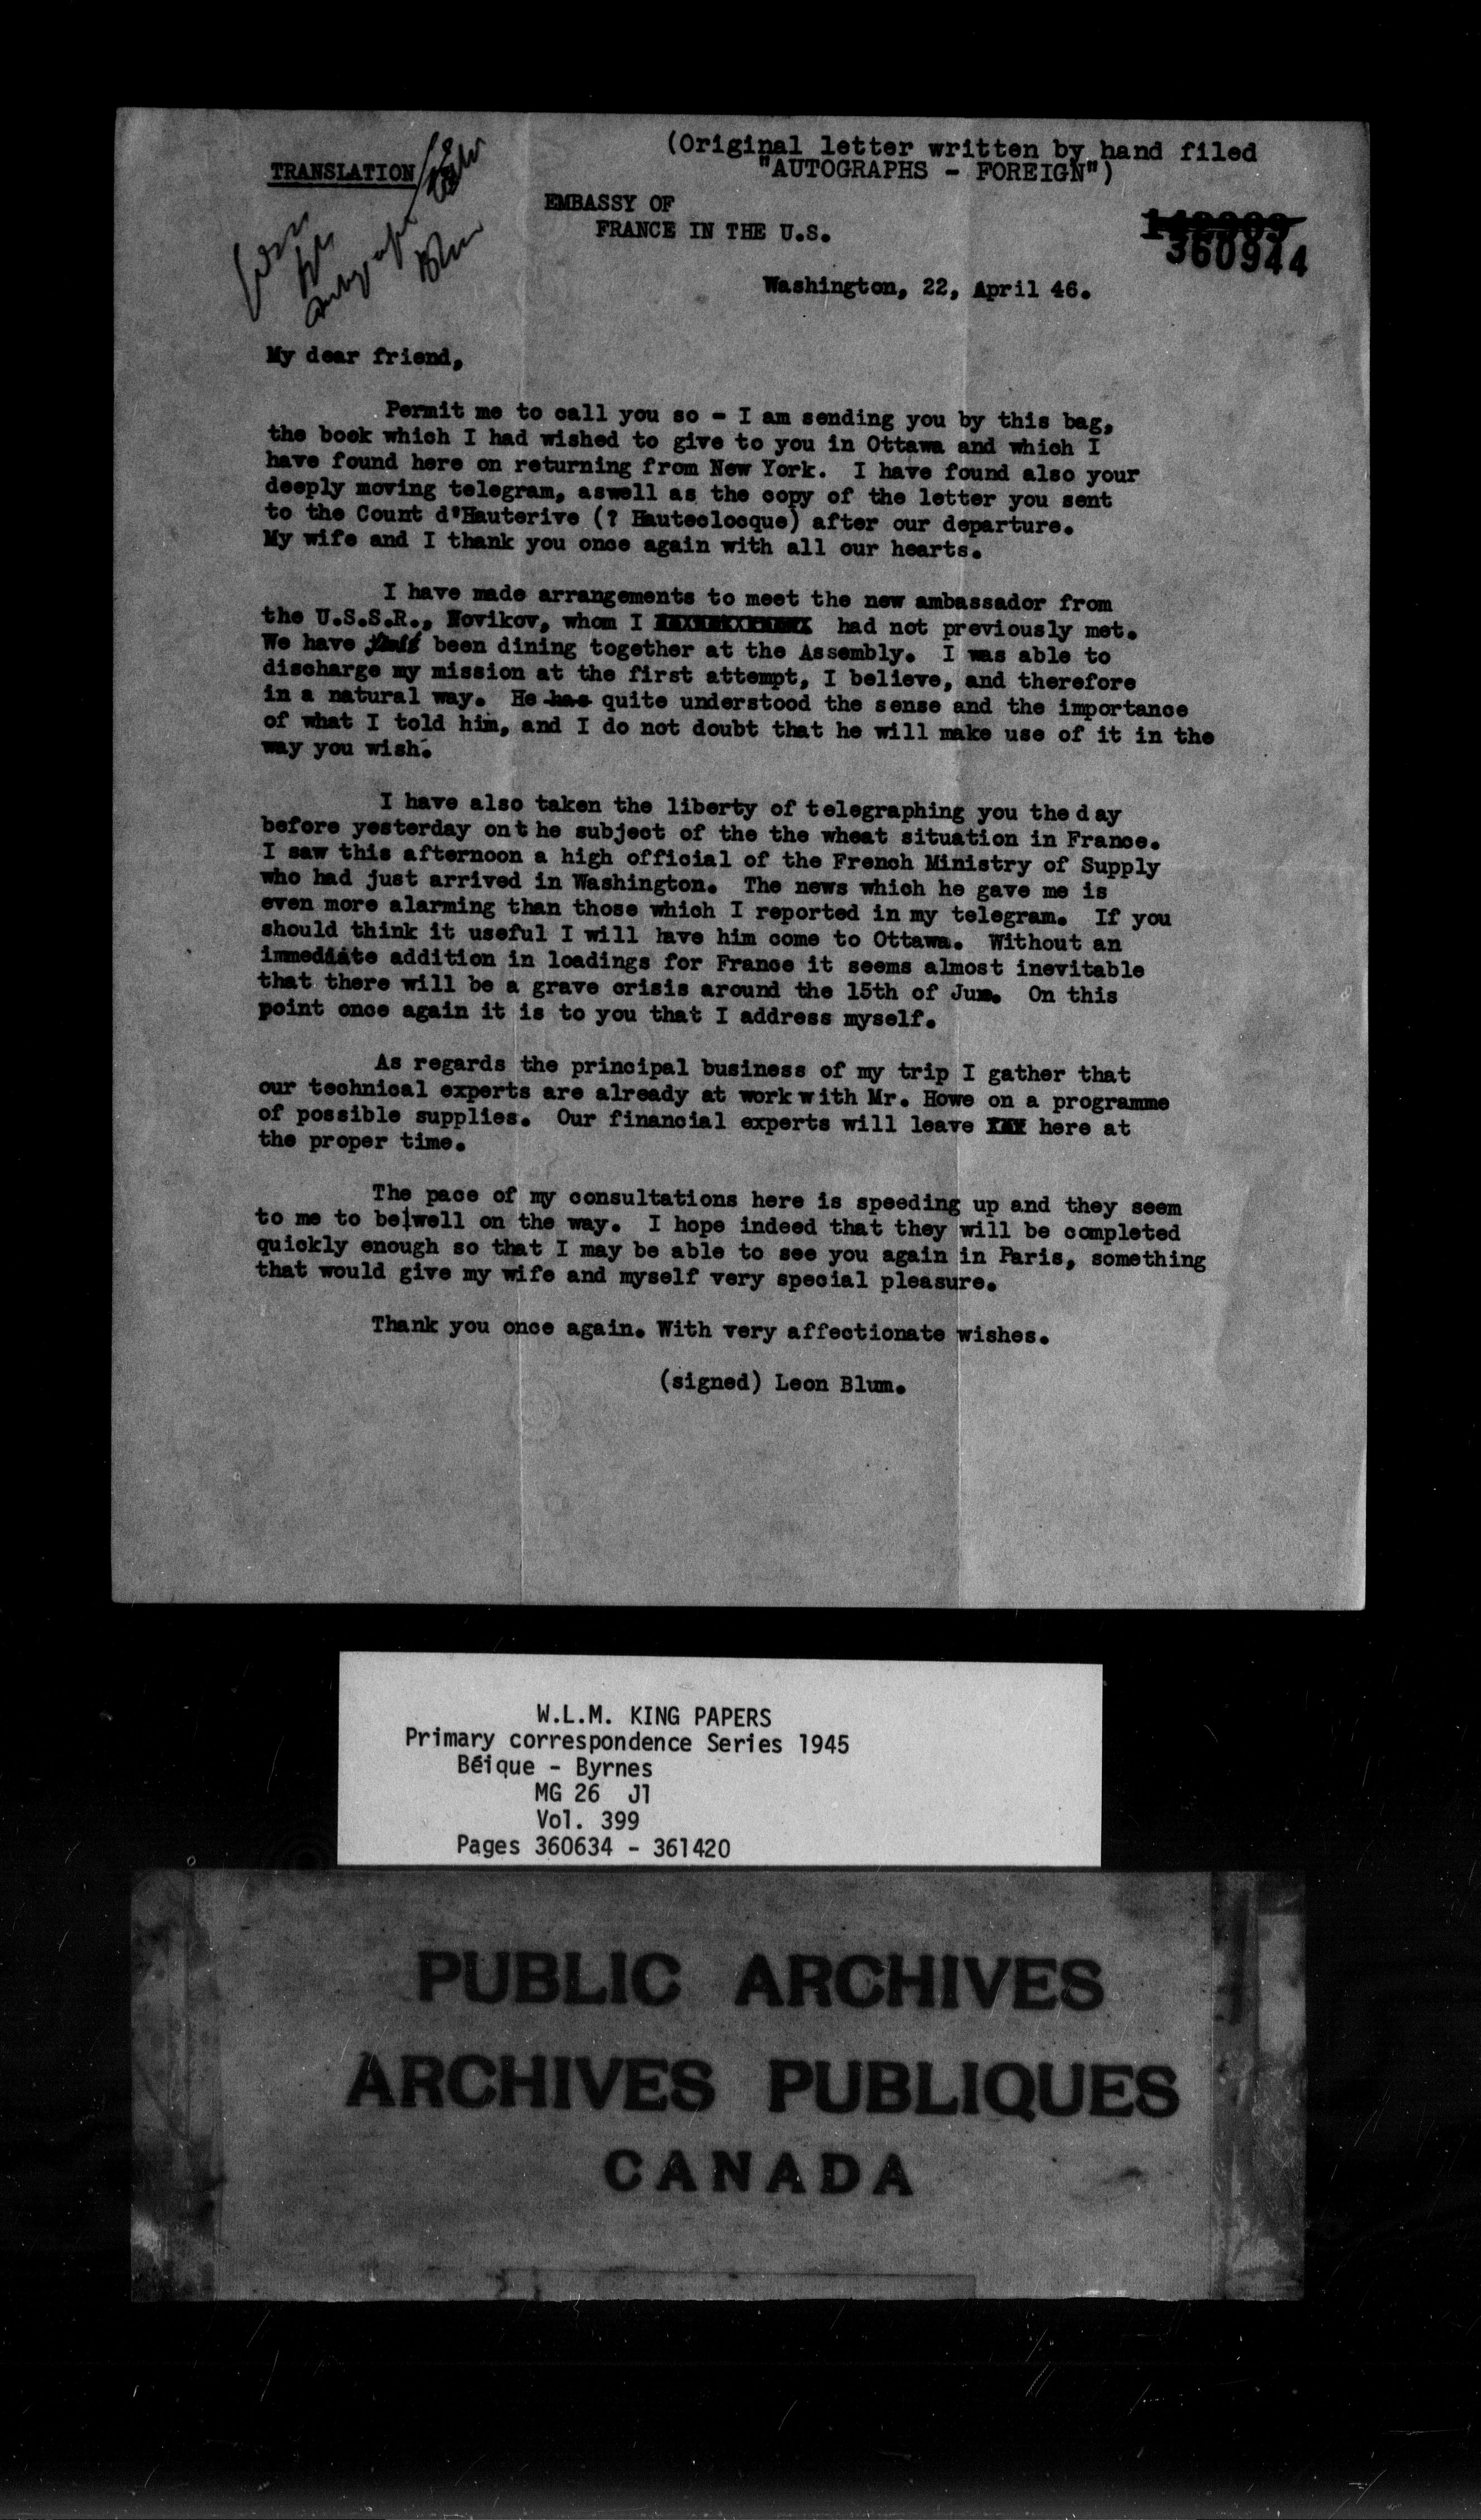 (Original letter written by hand filed
TRANSLATION
"AUTOGRAPHS - FOREIGN")
EMBASSY OF
FRANCE IN THE U.S.
142909
360944
Washington, 22, April 46.
My dear friend,
Permit me to call you so - I am sending you by this bag,
the book which I had wished to give to you in Ottawa and which I
have found here on returning from New York. I have found also your
deeply moving telegram, aswell as the copy of the letter you sent
to the Count d'Hauterive (? Hauteclocque) after our departure.
My wife and I thank you once again with all our hearts.
I have made arrangements to meet the new ambassador from
the U.S.S.R., Novikov, whom I had not previously met.
We have been dining together at the Assembly. I was able to
discharge my mission at the first attempt, I believe, and therefore
in a natural way. He has quite understood the sense and the importance
of what I told him, and I do not doubt that he will make use of it in the
way you wish.
I have also taken the liberty of telegraphing you the day
before yesterday ont he subject of the the wheat situation in France.
I saw this afternoon a high official of the French Ministry of Supply
who had just arrived in Washington. The news which he gave me is
even more alarming than those which I reported in my telegram. If you
should think it useful I will have him come to Ottawa. Without an
immediate addition in loadings for France it seems almost inevitable
that there will be a grave crisis around the 15th of June. On this
point once again it is to you that I address myself.
As regards the principal business of my trip I gather that
our technical experts are already at work with Mr. Howe on a programme
of possible supplies. Our financial experts will leave here at
the proper time.
The pace of my consultations here is speeding up and they seem
to me to be well on the way. I hope indeed that they will be completed
quickly enough so that I may be able to see you again in Paris, something
that would give my wife and myself very special pleasure.
Thank you once again. With very affectionate wishes.
(signed) Leon Blum.
W.L.M. KING PAPERS
Primary correspondence Series 1945
Béique - Byrnes
MG 26 J1
Vol. 399
Pages 360634 - 361420
PUBLIC ARCHIVES
ARCHIVES PUBLIQUES
CANADA